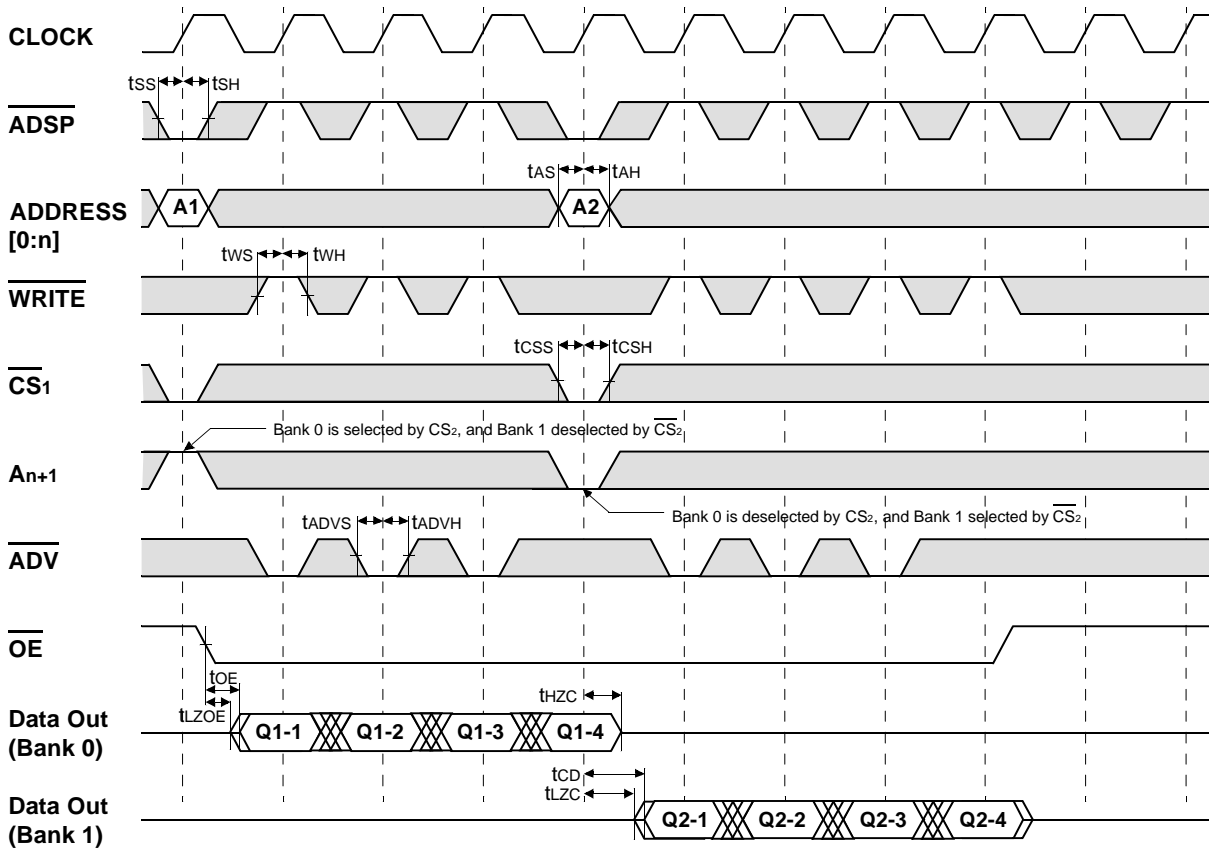 CLOCK
tSS tSH
ADSP
tAS tAH
ADDRESS
[0:n]
A1 A2
tWS tWH
WRITE
tCSS tCSH
CS1
Bank 0 is selected by CS2, and Bank 1 deselected by CS2
An+1
Bank 0 is deselected by CS2, and Bank 1 selected by CS2
tADVS tADVH
ADV
OE
tOE
tHZC
tLZOE
Data Out
(Bank 0)
Q1-1 Q1-2 Q1-3 Q1-4
tCD
tLZC
Data Out
(Bank 1)
Q2-1 Q2-2 Q2-3 Q2-4